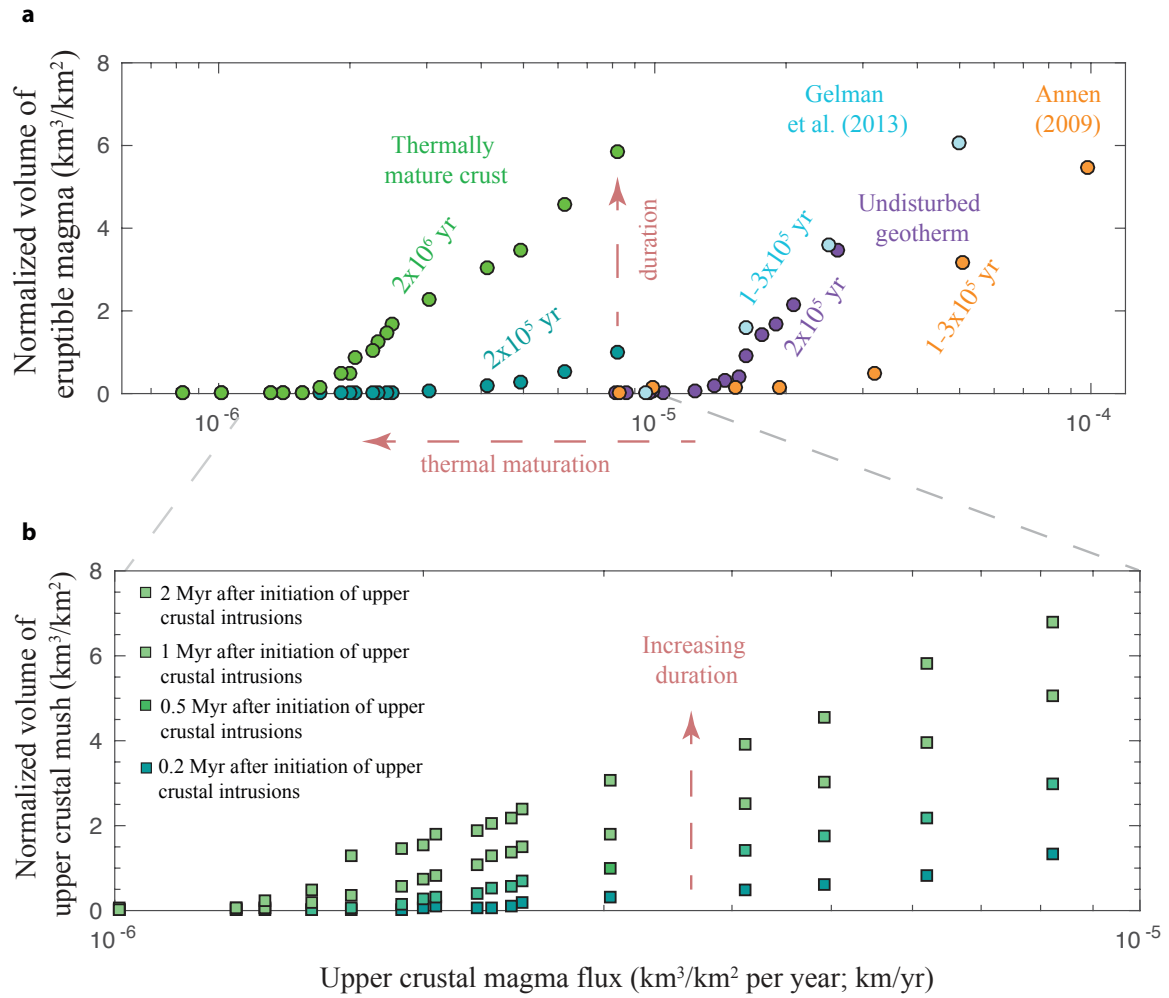 a
Normalized volume of
eruptible magma (km³/km²)
8
6
4
2
0
10⁻⁶
10⁻⁵
10⁻⁴
Thermally
mature crust
2x10⁶ yr
2x10⁵ yr
duration
Gelman
et al. (2013)
1-3x10⁵ yr
Undisturbed
geotherm
2x10⁵ yr
Annen
(2009)
1-3x10⁵ yr
thermal maturation
b
Normalized volume of
upper crustal mush (km³/km²)
8
6
4
2
0
2 Myr after initiation of upper
crustal intrusions
1 Myr after initiation of upper
crustal intrusions
0.5 Myr after initiation of upper
crustal intrusions
0.2 Myr after initiation of upper
crustal intrusions
Increasing
duration
10⁻⁶
10⁻⁵
Upper crustal magma flux (km³/km² per year; km/yr)